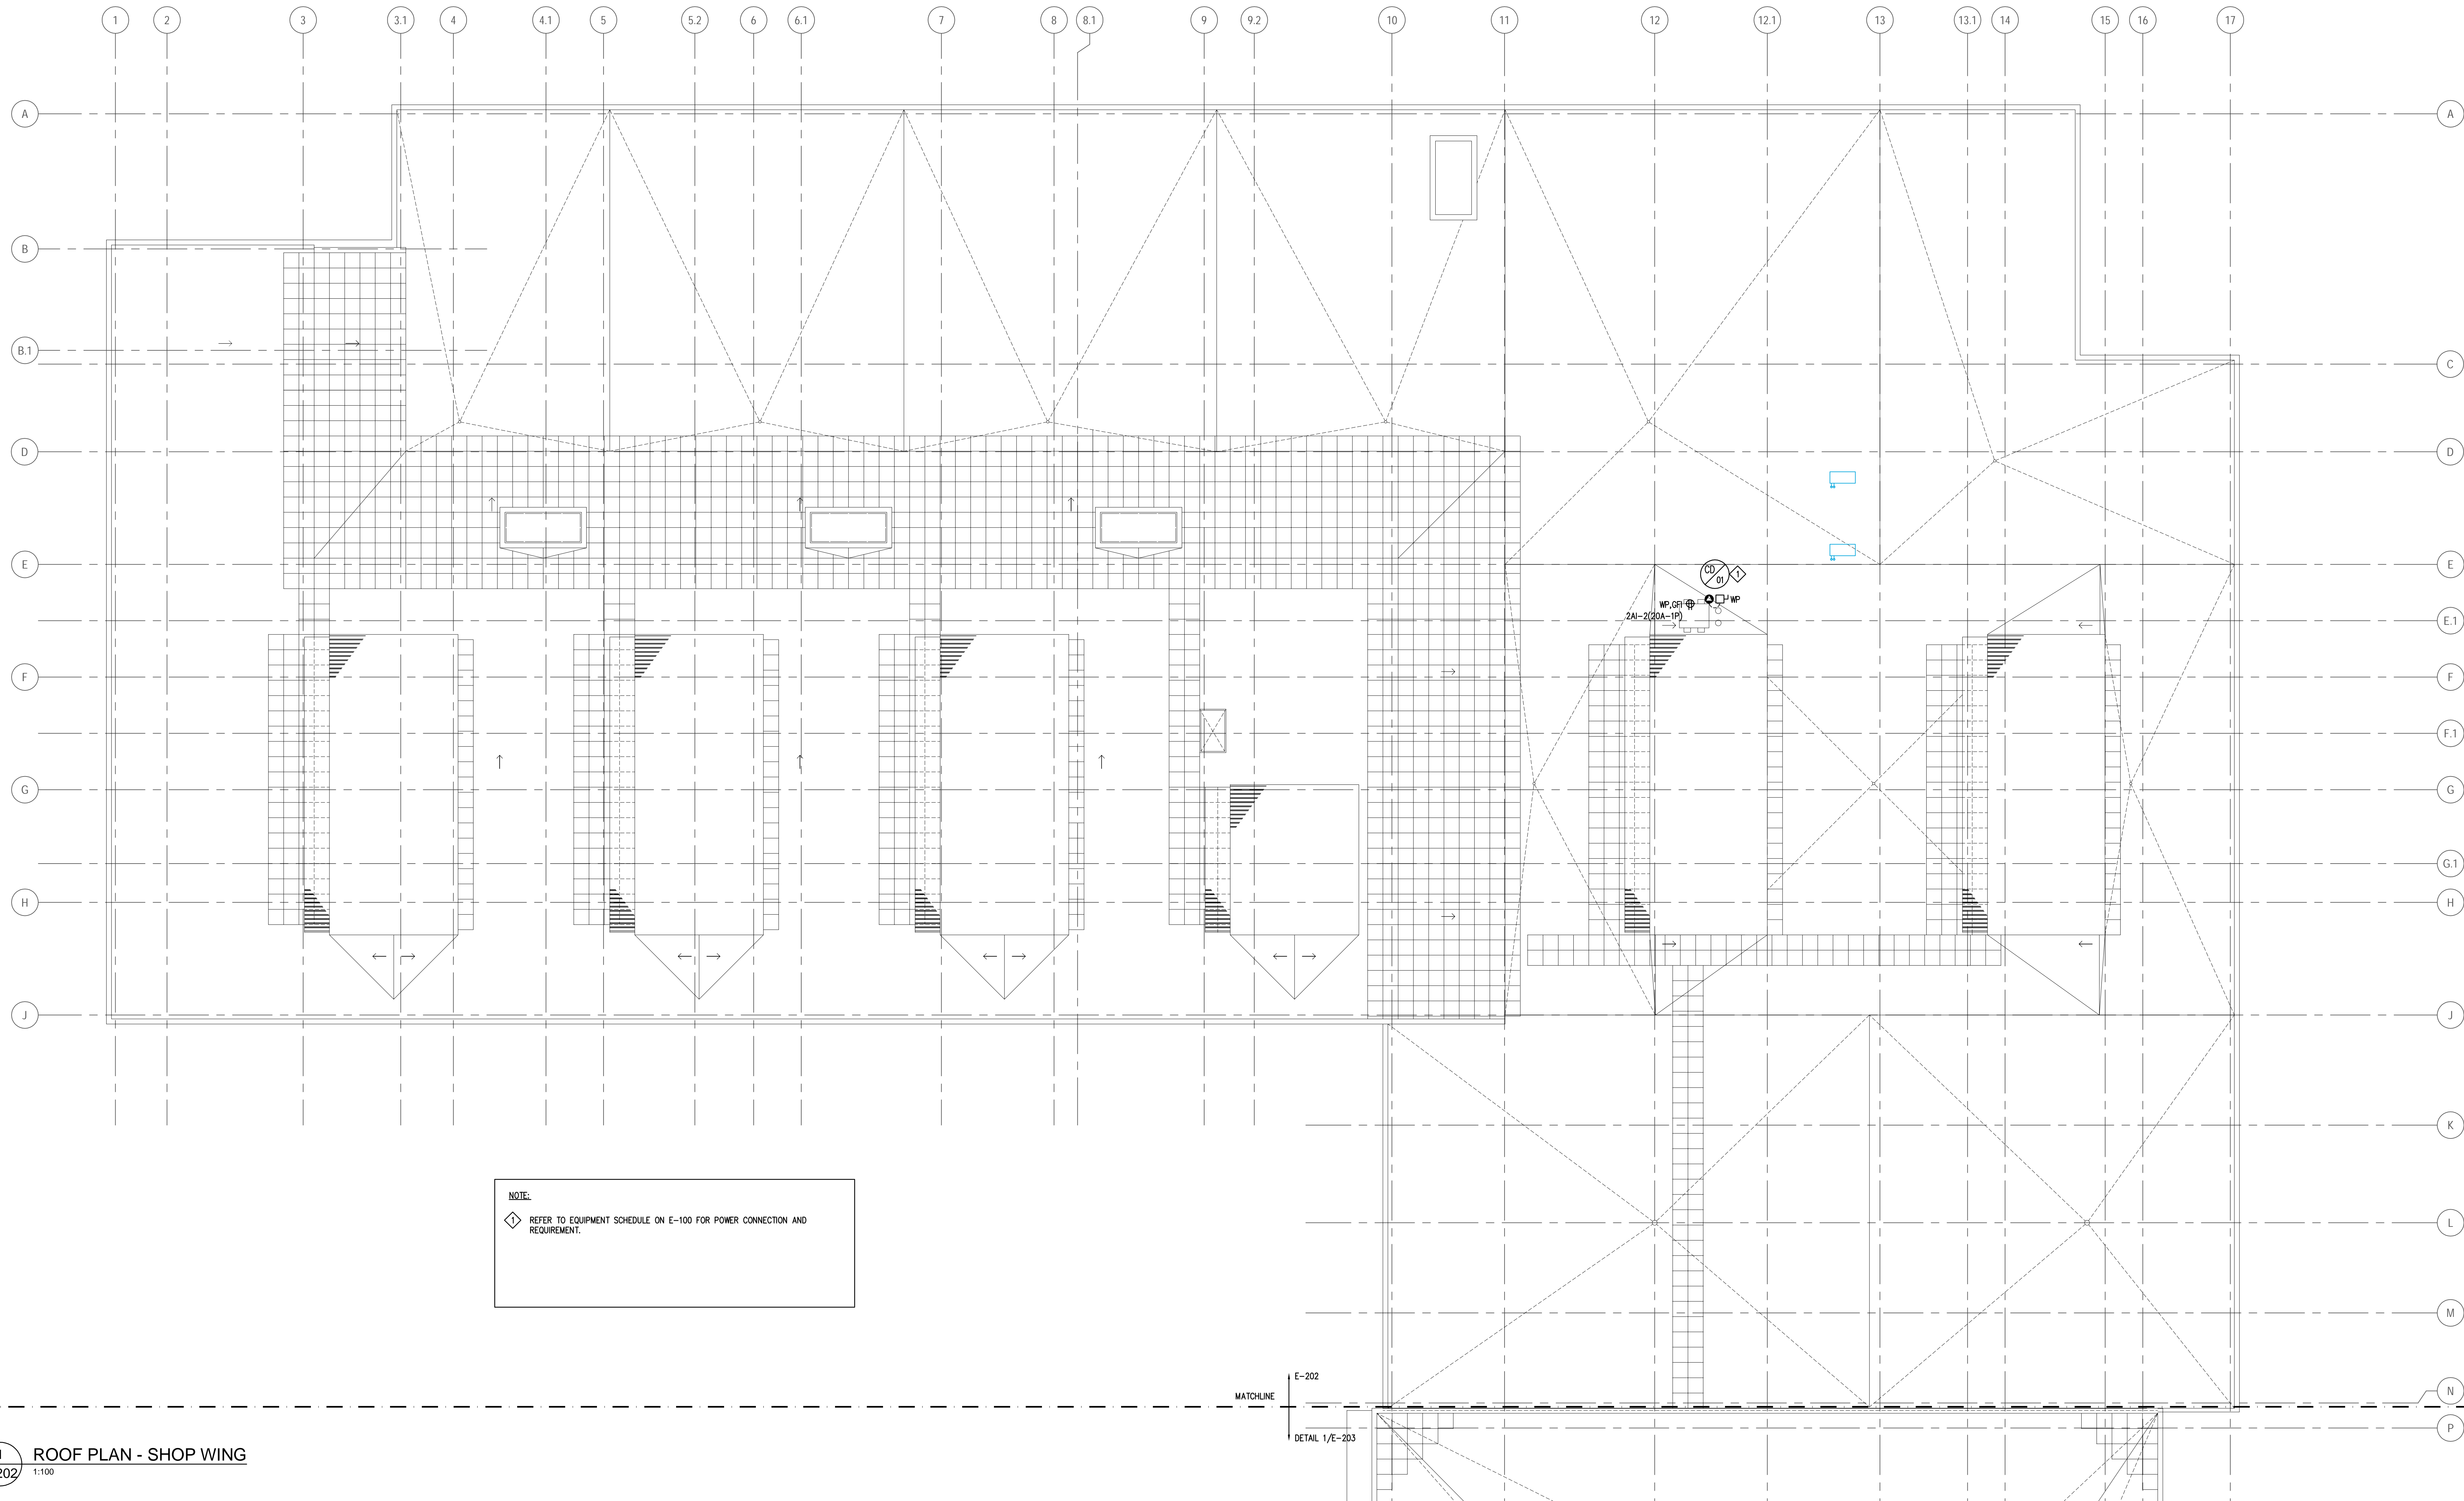 1 2 3 3.1 4 4.1 5 5.2 6 6.1 7 8 8.1 9 9.2 10 11 12 12.1 13 13.1 14 15 16 17
A A
B
B.1
C
D D
E E
CD
01
1
WP,GFI WP
2AI-2(20A-1P)
E.1
F F
F.1
G G
G.1
H H
J J
K
NOTE:
1 REFER TO EQUIPMENT SCHEDULE ON E-100 FOR POWER CONNECTION AND
REQUIREMENT.
L
M
E-202
MATCHLINE
N
DETAIL 1/E-203
P
ROOF PLAN - SHOP WING
1:100